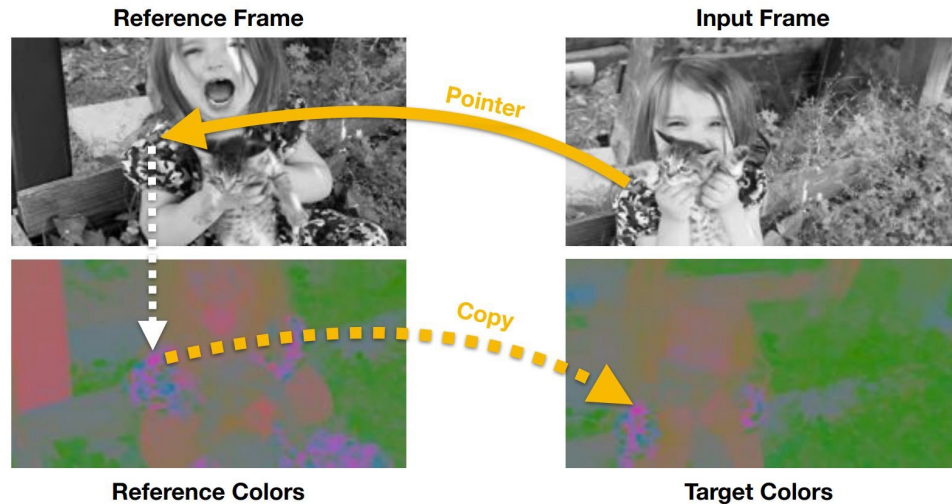 Reference Frame
Input Frame
Pointer
Copy
Reference Colors
Target Colors